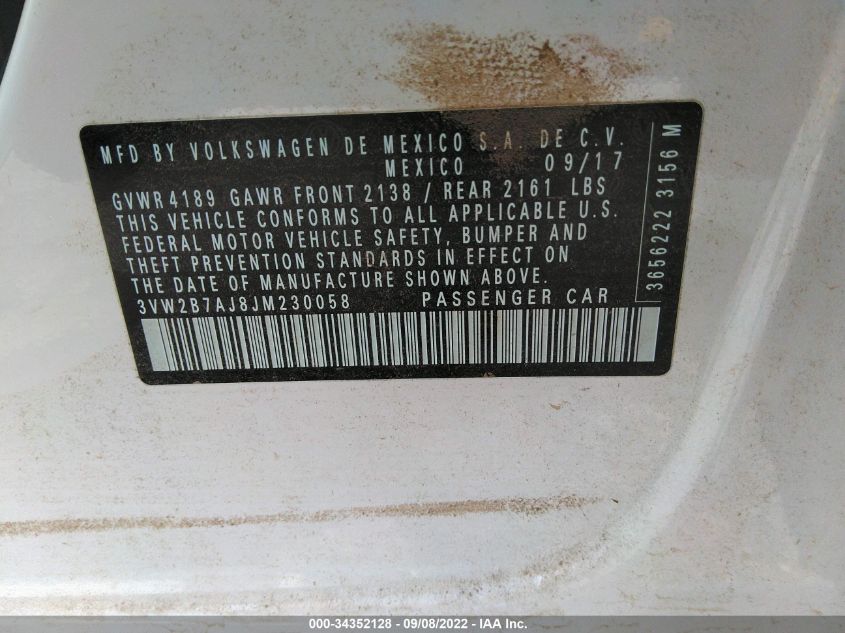 MFD BY VOLKSWAGEN DE MEXICO S.A. DE C.V.
MEXICO 09/17
GVWR 4189 GAWR FRONT 2138 / REAR 2161 LBS
THIS VEHICLE CONFORMS TO ALL APPLICABLE U.S.
FEDERAL MOTOR VEHICLE SAFETY, BUMPER AND
THEFT PREVENTION STANDARDS IN EFFECT ON
THE DATE OF MANUFACTURE SHOWN ABOVE.
3VW2B7AJ8JM230058 PASSENGER CAR
3656222 3156 M
000-34352128 - 09/08/2022 - IAA Inc.